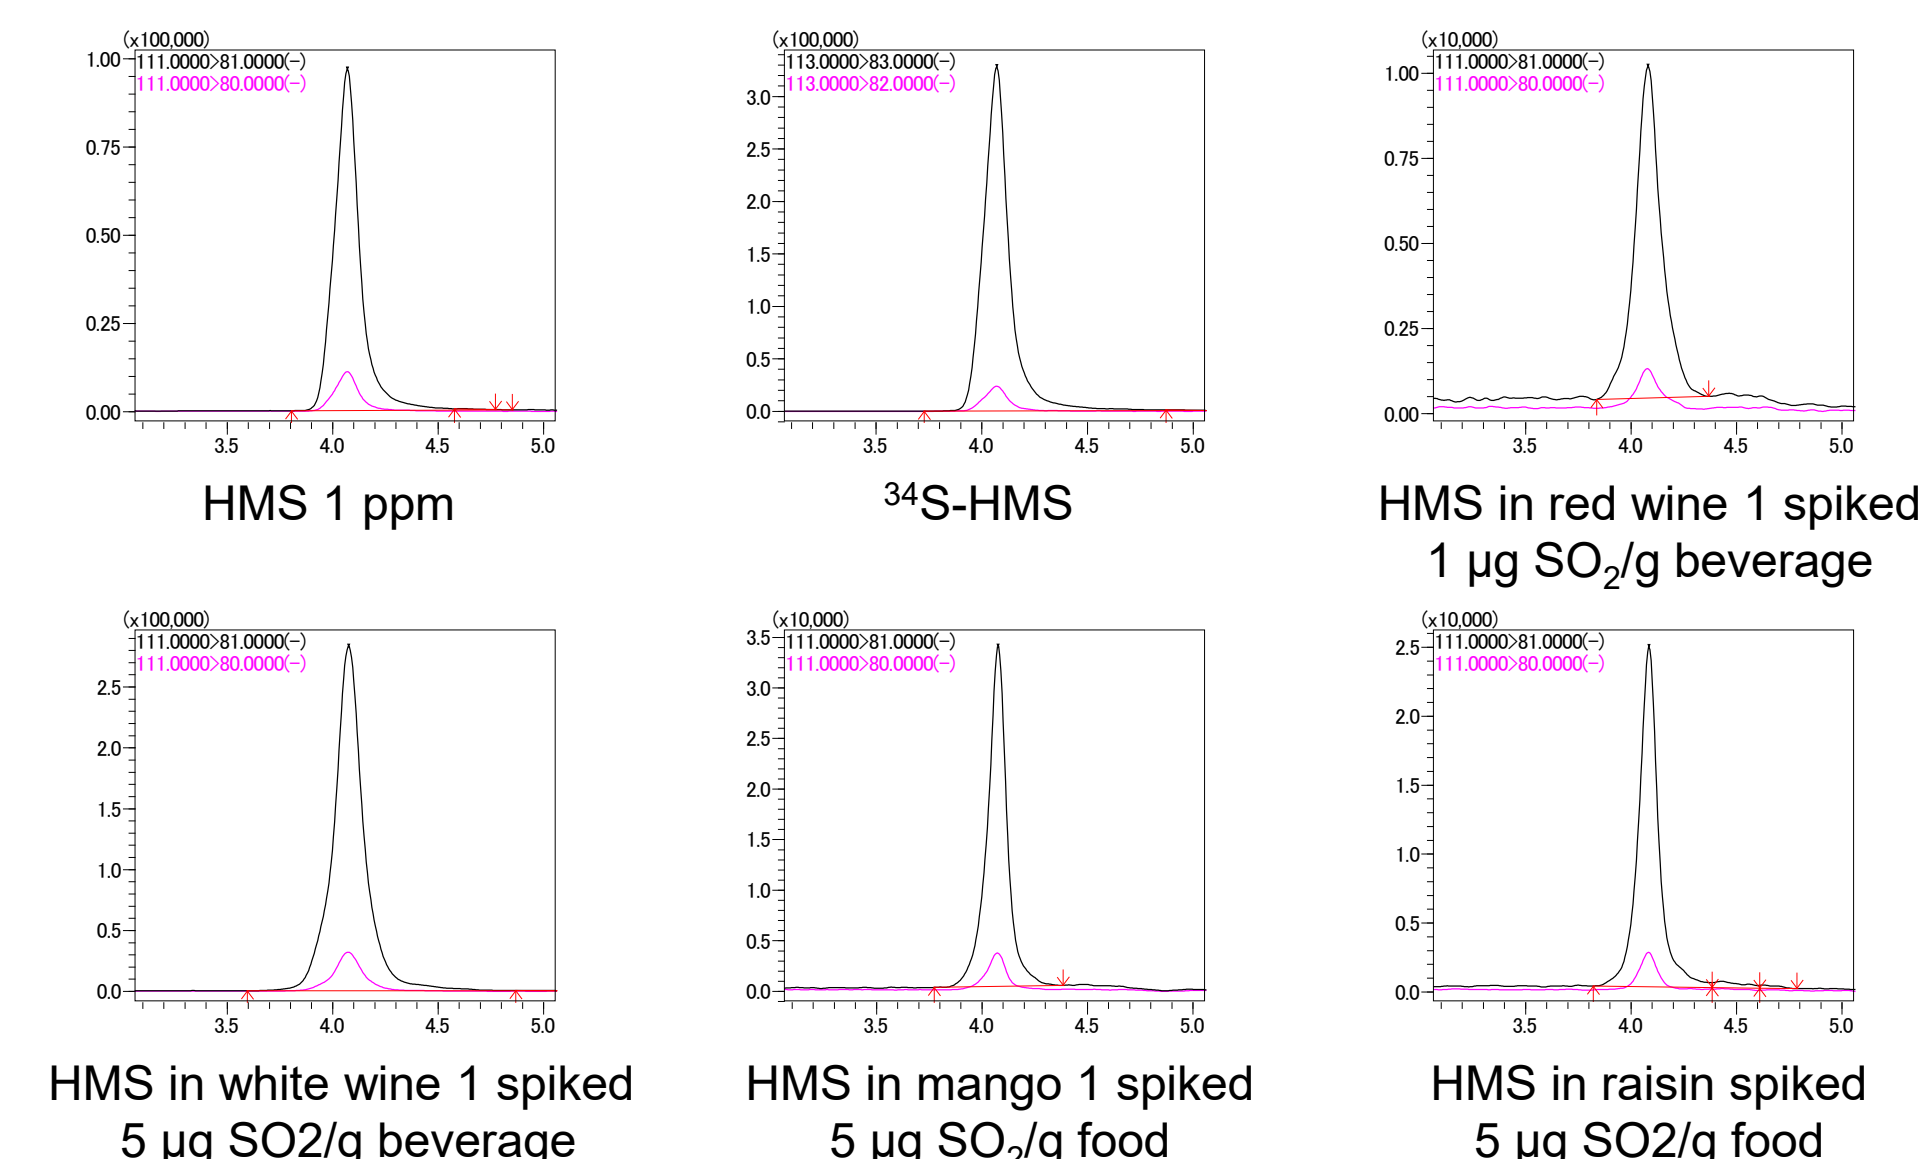 (x100,000)
111.0000>81.0000(-)
111.0000>80.0000(-)
1.00
0.75
0.50
0.25
0.00
3.5 4.0 4.5 5.0
HMS 1 ppm
(x100,000)
113.0000>83.0000(-)
113.0000>82.0000(-)
3.0
2.5
2.0
1.5
1.0
0.5
0.0
3.5 4.0 4.5 5.0
³⁴S-HMS
(x10,000)
111.0000>81.0000(-)
111.0000>80.0000(-)
1.00
0.75
0.50
0.25
0.00
3.5 4.0 4.5 5.0
HMS in red wine 1 spiked
1 µg SO₂/g beverage
(x100,000)
111.0000>81.0000(-)
111.0000>80.0000(-)
2.5
2.0
1.5
1.0
0.5
0.0
3.5 4.0 4.5 5.0
HMS in white wine 1 spiked
5 µg SO2/g beverage
(x10,000)
111.0000>81.0000(-)
111.0000>80.0000(-)
3.5
3.0
2.5
2.0
1.5
1.0
0.5
0.0
3.5 4.0 4.5 5.0
HMS in mango 1 spiked
5 µg SO₂/g food
(x10,000)
111.0000>81.0000(-)
111.0000>80.0000(-)
2.5
2.0
1.5
1.0
0.5
0.0
3.5 4.0 4.5 5.0
HMS in raisin spiked
5 µg SO2/g food